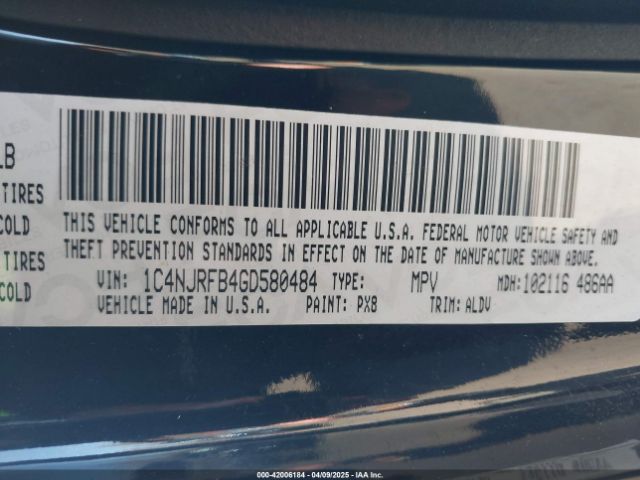 LB
TIRES
COLD
TIRES
COLD
THIS VEHICLE CONFORMS TO ALL APPLICABLE U.S.A. FEDERAL MOTOR VEHICLE SAFETY AND
THEFT PREVENTION STANDARDS IN EFFECT ON THE DATE OF MANUFACTURE SHOWN ABOVE.
VIN: 1C4NJRFB4GD580484 TYPE: MPV MDH:102116 486AA
VEHICLE MADE IN U.S.A. PAINT: PX8 TRIM: ALDV
000-42006184 - 04/09/2025 - IAAI.COM